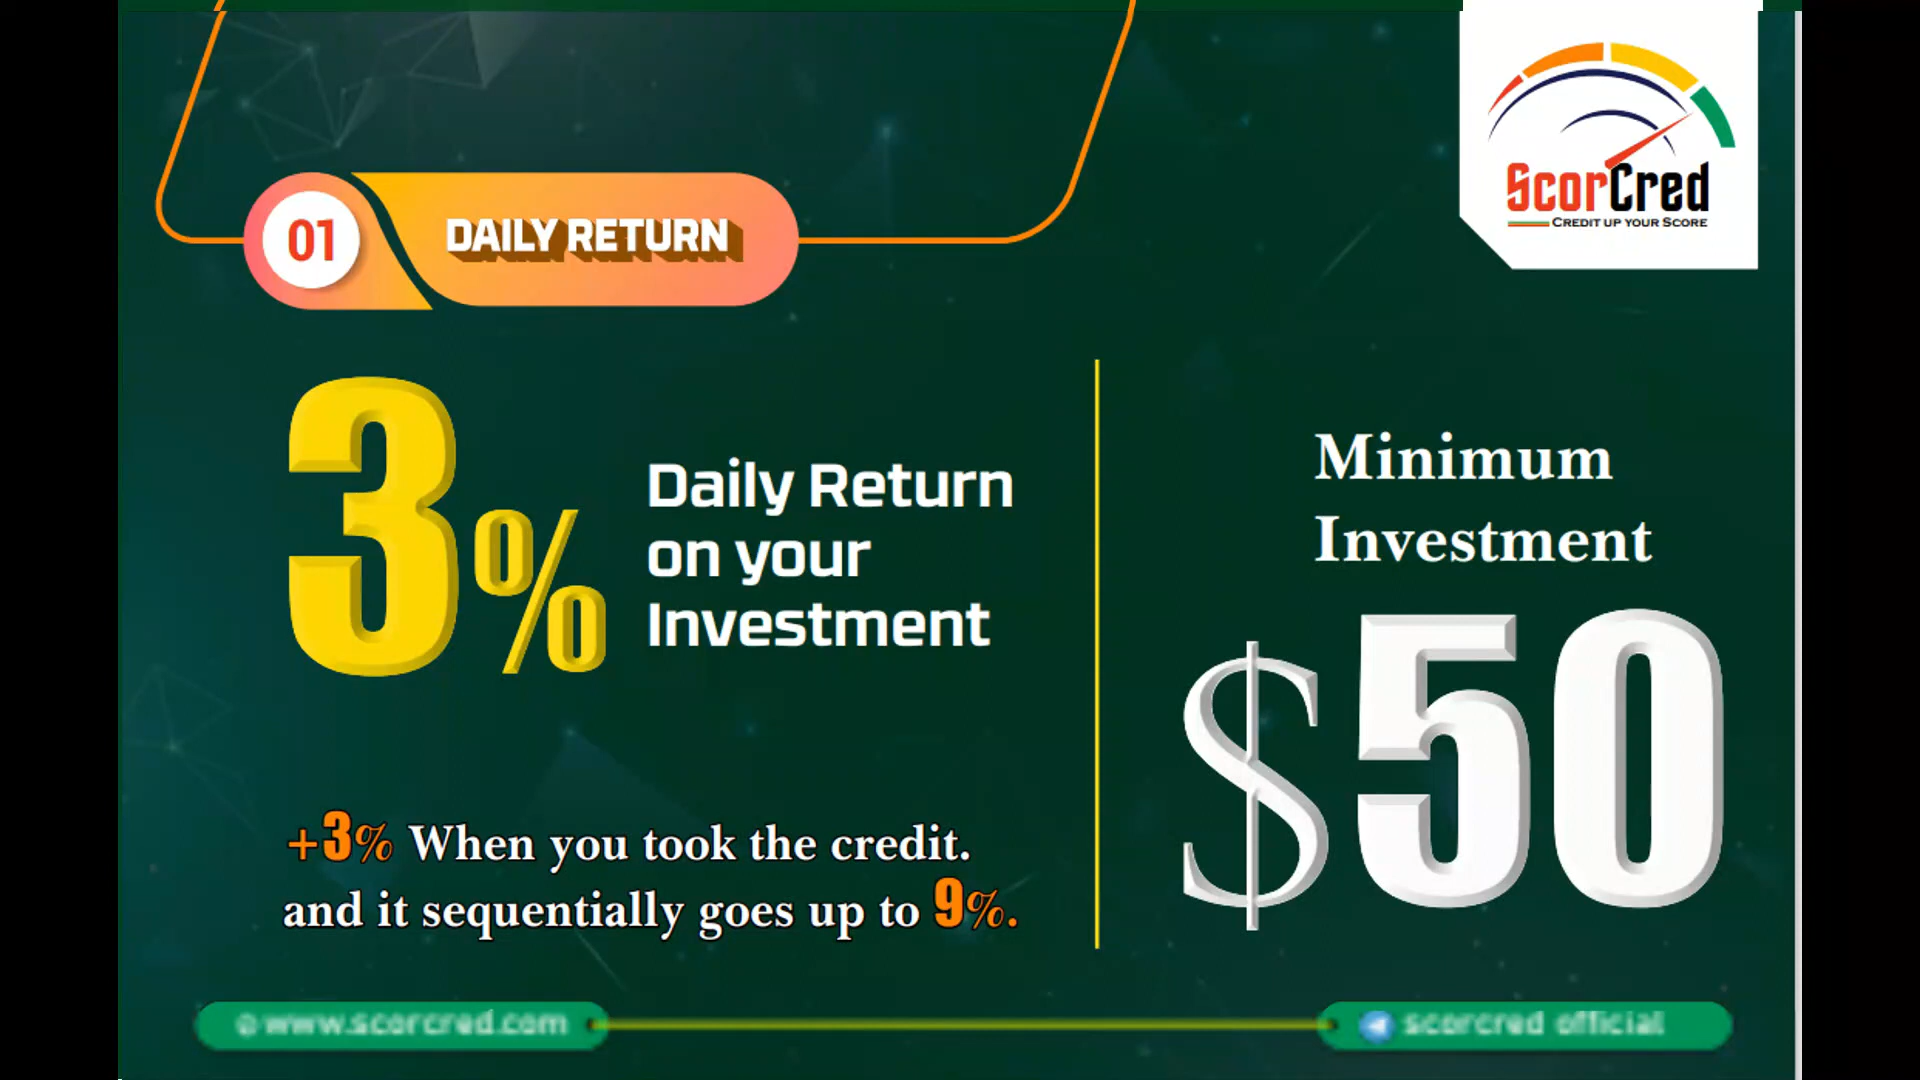 ScorCred
CREDIT UP YOUR SCORE
01
DAILY RETURN
3%
Daily Return
on your
Investment
+3% When you took the credit.
and it sequentially goes up to 9%.
Minimum
Investment
$50
www.scorcred.com
scorcred official